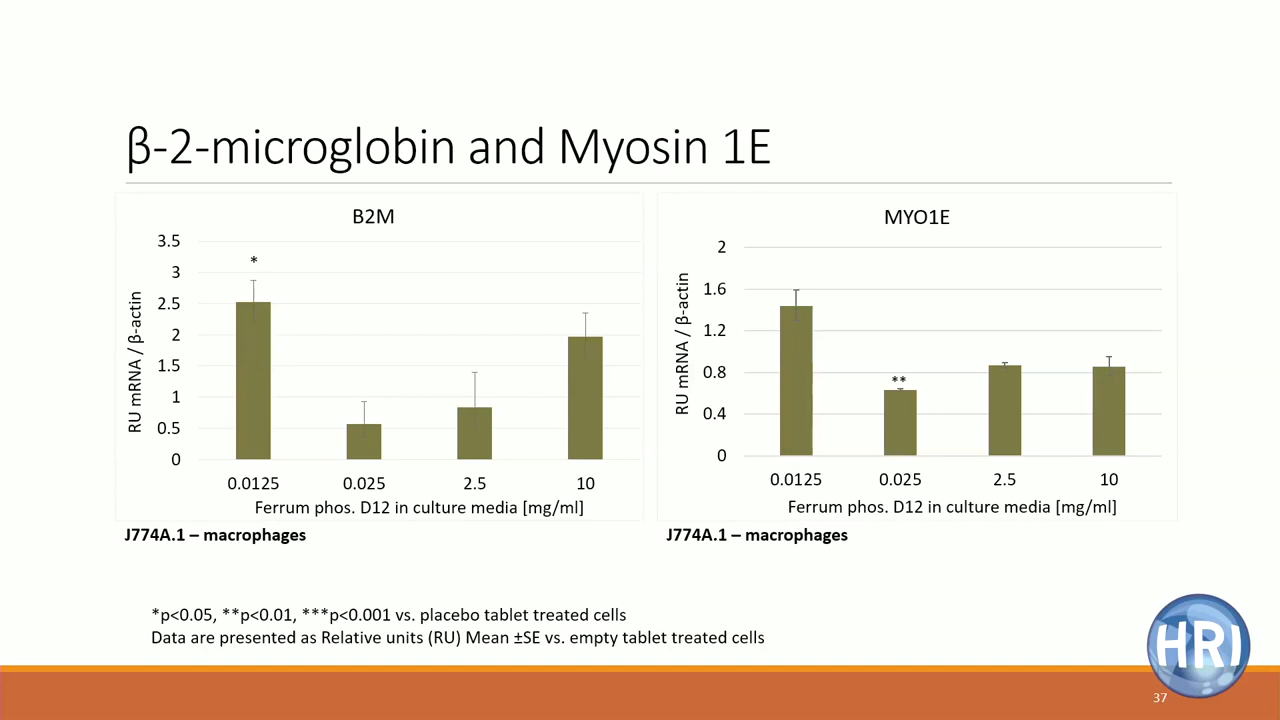 β-2-microglobin and Myosin 1E
B2M
3.5
3
2.5
2
1.5
1
0.5
0
RU mRNA / β-actin
*
0.0125 0.025 2.5 10
Ferrum phos. D12 in culture media [mg/ml]
J774A.1 – macrophages
MYO1E
2
1.6
1.2
0.8
0.4
0
RU mRNA / β-actin
**
0.0125 0.025 2.5 10
Ferrum phos. D12 in culture media [mg/ml]
J774A.1 – macrophages
*p<0.05, **p<0.01, ***p<0.001 vs. placebo tablet treated cells
Data are presented as Relative units (RU) Mean ±SE vs. empty tablet treated cells
HRI
37